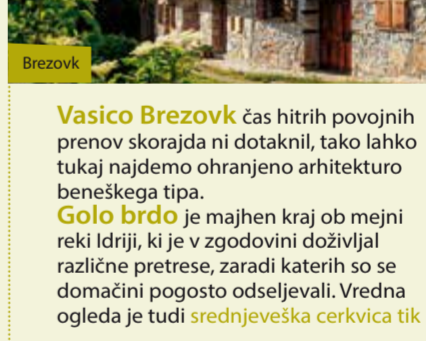 Brezovk
Vasico Brezovk čas hitrih povojnih
prenov skorajda ni dotaknil, tako lahko
tukaj najdemo ohranjeno arhitekturo
beneškega tipa.
Golo brdo je majhen kraj ob mejni
reki Idriji, ki je v zgodovini doživljal
različne pretrese, zaradi katerih so se
domačini pogosto odseljevali. Vredna
ogleda je tudi srednjeveška cerkvica tik